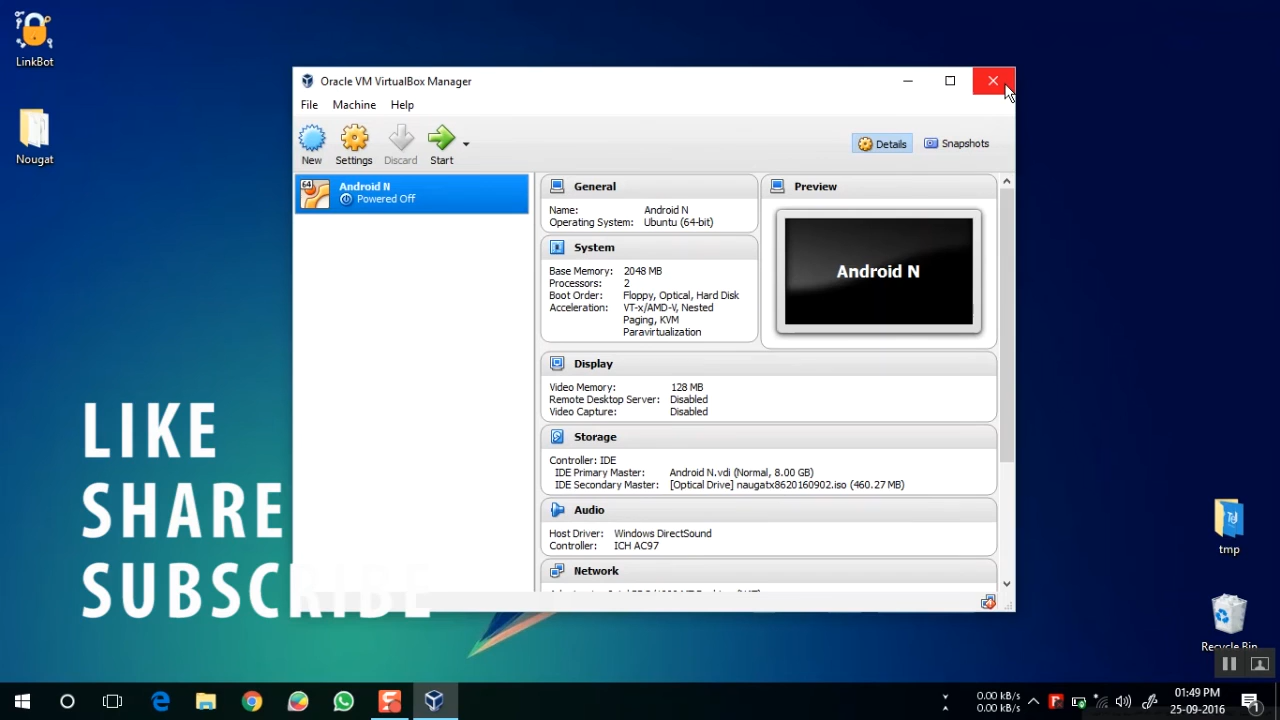 LinkBot
Nougat
Oracle VM VirtualBox Manager
File Machine Help
New Settings Discard Start
Details Snapshots
64
Android N
Powered Off
General
Name: Android N
Operating System: Ubuntu (64-bit)
System
Base Memory: 2048 MB
Processors: 2
Boot Order: Floppy, Optical, Hard Disk
Acceleration: VT-x/AMD-V, Nested
Paging, KVM
Paravirtualization
Preview
Android N
Display
Video Memory: 128 MB
Remote Desktop Server: Disabled
Video Capture: Disabled
Storage
Controller: IDE
IDE Primary Master: Android N.vdi (Normal, 8.00 GB)
IDE Secondary Master: [Optical Drive] naugatx8620160902.iso (460.27 MB)
Audio
Host Driver: Windows DirectSound
Controller: ICH AC97
Network
LIKE
SHARE
SUBSCRIBE
tmp
Recycle Bin
0.00 kB/s
0.00 kB/s
01:49 PM
25-09-2016
1